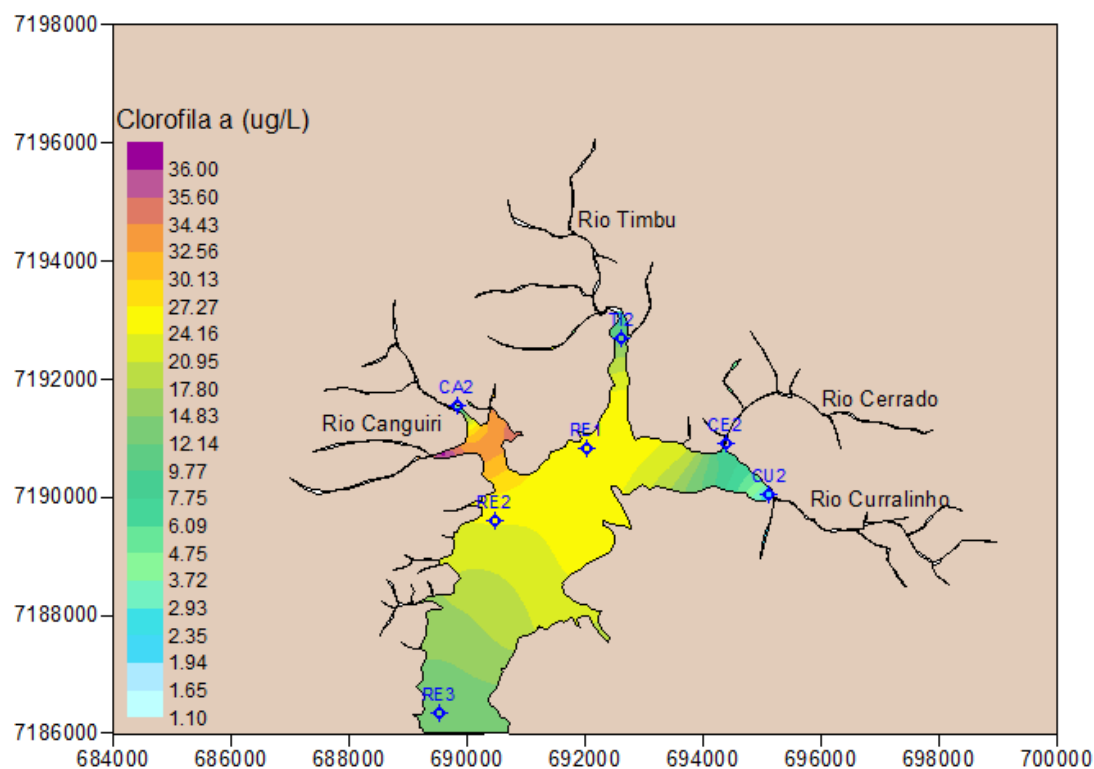 7198000
7196000
7194000
7192000
7190000
7188000
7186000
684000 686000 688000 690000 692000 694000 696000 698000 700000
Clorofila a (ug/L)
36.00
35.60
34.43
32.56
30.13
27.27
24.16
20.95
17.80
14.83
12.14
9.77
7.75
6.09
4.75
3.72
2.93
2.35
1.94
1.65
1.10
Rio Timbu
TI2
CA2
Rio Canguiri
RE1
CE2
Rio Cerrado
CU2
Rio Curralinho
RE2
RE3